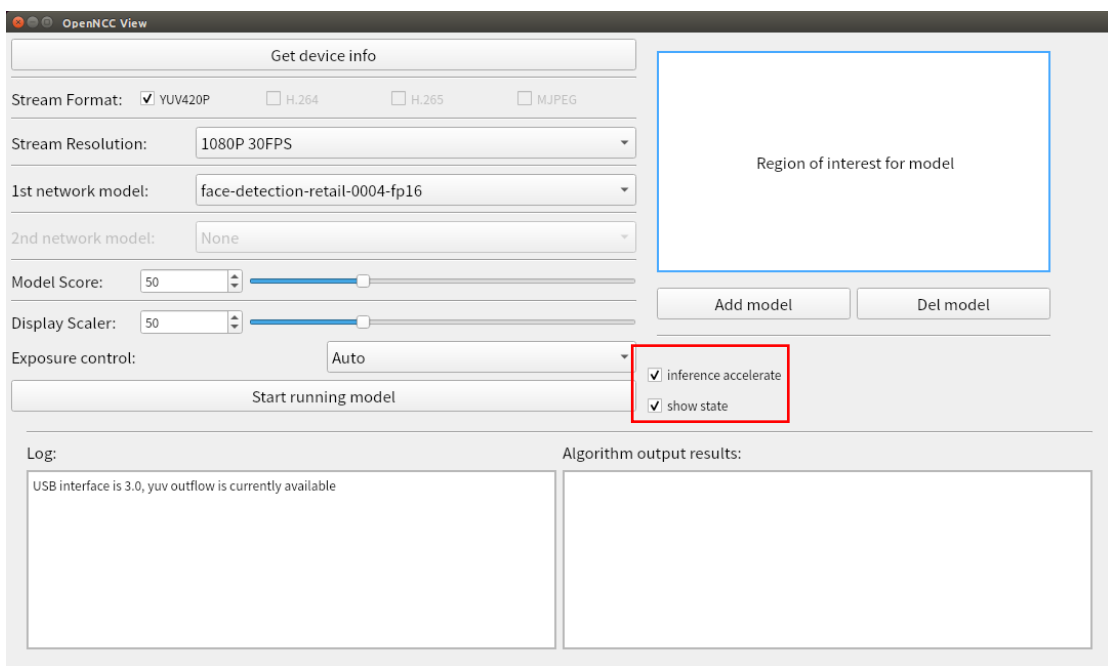 OpenNCC View
Get device info
Stream Format: YUV420P H.264 H.265 MJPEG
Stream Resolution: 1080P 30FPS
1st network model: face-detection-retail-0004-fp16
2nd network model: None
Model Score: 50
Display Scaler: 50
Exposure control: Auto
Start running model
Region of interest for model
Add model Del model
inference accelerate
show state
Log:
USB interface is 3.0, yuv outflow is currently available
Algorithm output results: